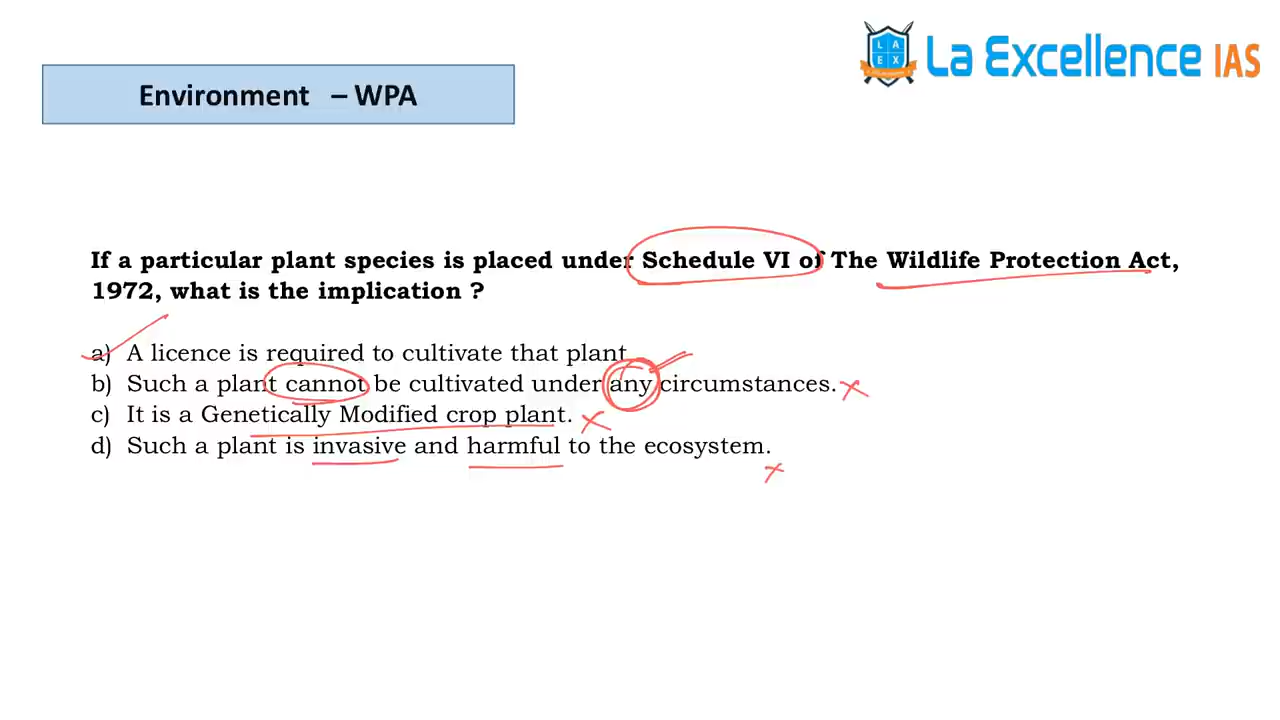 L A
E X
La Excellence IAS
Environment – WPA
If a particular plant species is placed under Schedule VI of The Wildlife Protection Act,
1972, what is the implication ?
a) A licence is required to cultivate that plant
b) Such a plant cannot be cultivated under any circumstances.
c) It is a Genetically Modified crop plant.
d) Such a plant is invasive and harmful to the ecosystem.